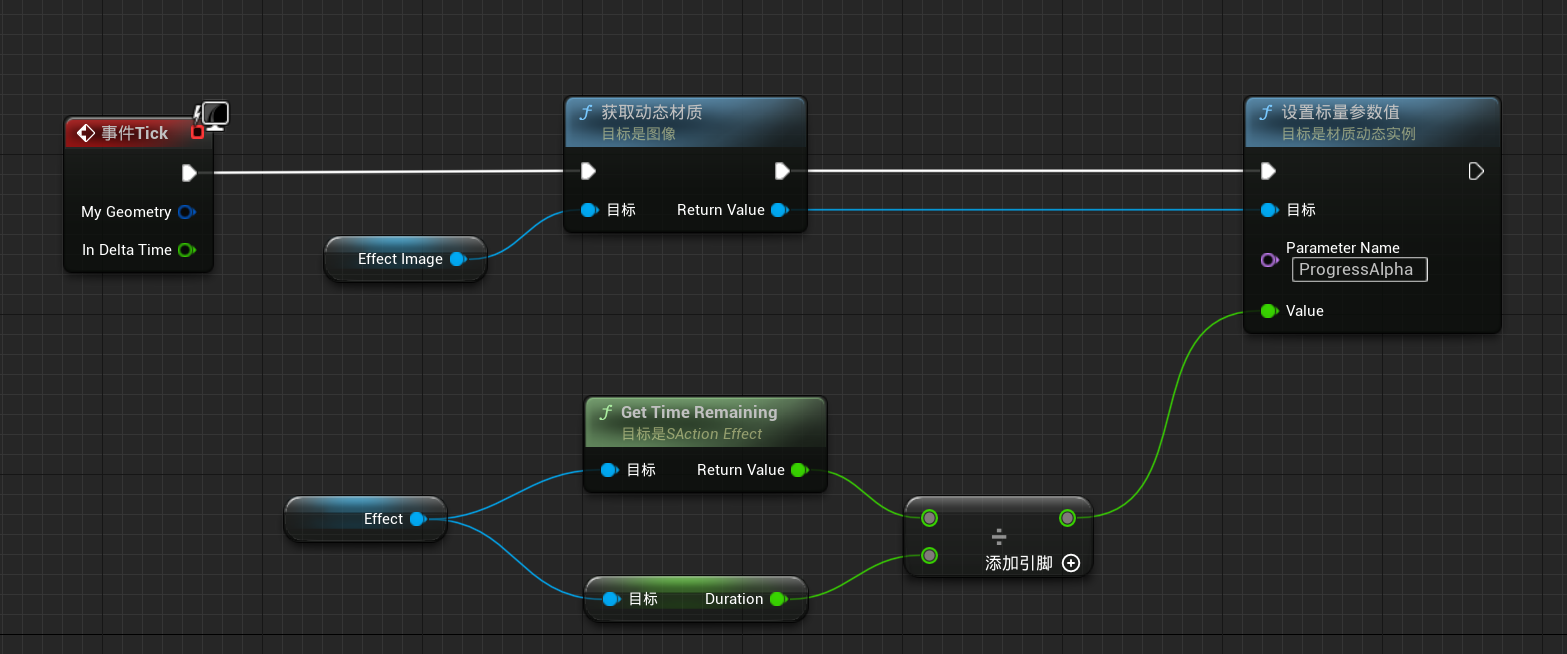 事件Tick
My Geometry
In Delta Time
Effect Image
获取动态材质
目标是图像
目标
Return Value
设置标量参数值
目标是材质动态实例
目标
Parameter Name
ProgressAlpha
Value
Get Time Remaining
目标是SAction Effect
目标
Return Value
Effect
目标
Duration
÷
添加引脚